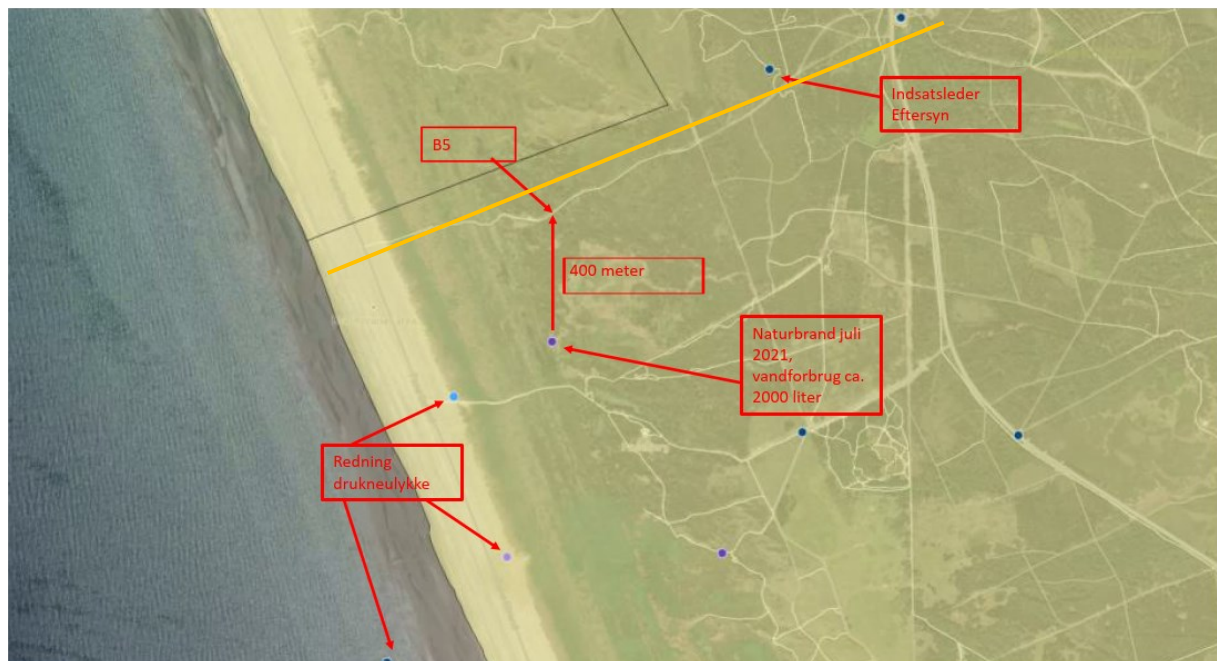 Indsatsleder
Eftersyn
B5
400 meter
Naturbrand juli
2021,
vandforbrug ca.
2000 liter
Redning
drukneulykke